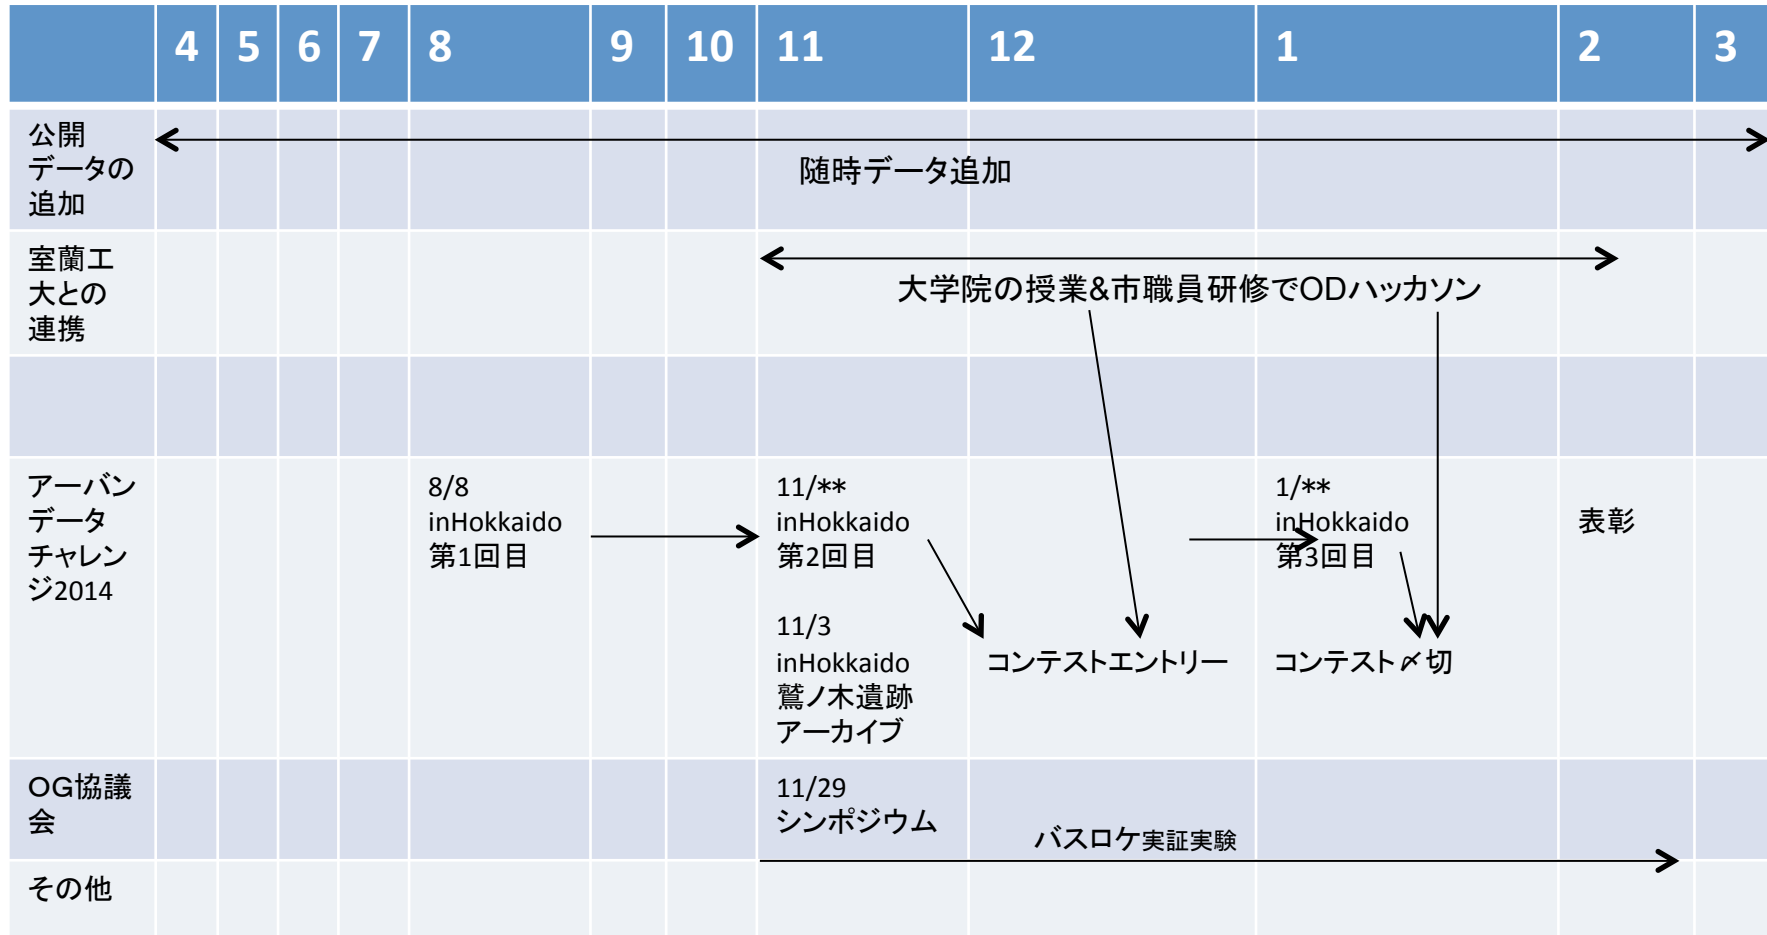 4 5 6 7 8 9 10 11 12 1 2 3
公開
データの
追加
随時データ追加
室蘭工
大との
連携
大学院の授業&市職員研修でODハッカソン
アーバン
データ
チャレン
ジ2014
8/8
inHokkaido
第1回目
11/**
inHokkaido
第2回目
11/3
inHokkaido
鷲ノ木遺跡
アーカイブ
コンテストエントリー
1/**
inHokkaido
第3回目
コンテスト〆切
表彰
OG協議
会
11/29
シンポジウム
バスロケ実証実験
その他